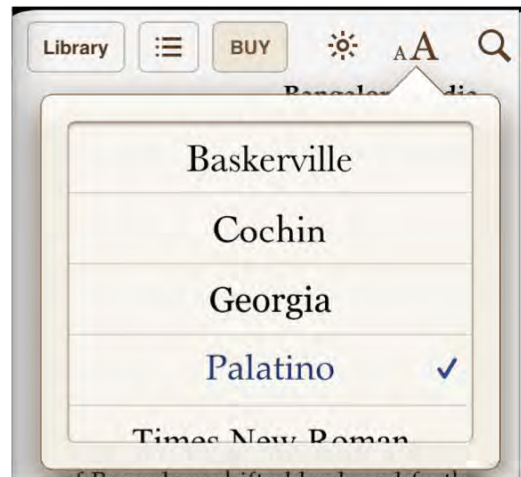 Library BUY AA
Baskerville
Cochin
Georgia
Palatino
Times New Roman